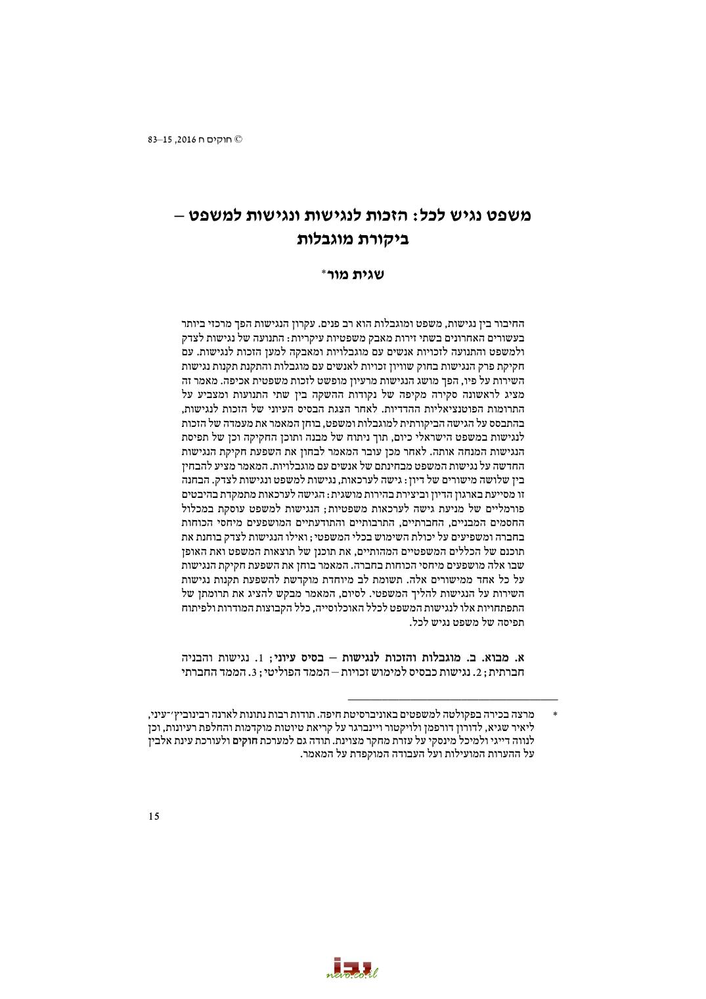 © חוקים ח 2016, 15–83
משפט נגיש לכל: הזכות לנגישות ונגישות למשפט –
ביקורת מוגבלות
שגית מור*
החיבור בין נגישות, משפט ומוגבלות הוא רב פנים. עקרון הנגישות הפך מרכזי ביותר
בעשורים האחרונים בשתי זירות מאבק משפטיות עיקריות: התנועה של נגישות לצדק
ולמשפט והתנועה לזכויות אנשים עם מוגבלויות ומאבקה למען הזכות לנגישות. עם
חקיקת פרק הנגישות בחוק שוויון זכויות לאנשים עם מוגבלות והתקנת תקנות נגישות
השירות על פיו, הפך מושג הנגישות מרעיון מופשט לזכות משפטית אכיפה. מאמר זה
מציג לראשונה סקירה מקיפה של נקודות ההשקה בין שתי התנועות ומצביע על
התרומות הפוטנציאליות ההדדיות. לאחר הצגת הבסיס העיוני של הזכות לנגישות,
בהתבסס על הגישה הביקורתית למוגבלות ומשפט, בוחן המאמר את מעמדה של הזכות
לנגישות במשפט הישראלי כיום, תוך ניתוח של מבנה ותוכן החקיקה וכן של תפיסת
הנגישות המנחה אותה. לאחר מכן עובר המאמר לבחון את השפעת חקיקת הנגישות
החדשה על נגישות המשפט מבחינתם של אנשים עם מוגבלויות. המאמר מציע להבחין
בין שלושה מישורים של דיון: גישה לערכאות, נגישות למשפט ונגישות לצדק. הבחנה
זו מסייעת בארגון הדיון וביצירת בהירות מושגית: הגישה לערכאות מתמקדת בהיבטים
פורמליים של מניעת גישה לערכאות משפטיות; הנגישות למשפט עוסקת במכלול
החסמים המבניים, החברתיים, התרבותיים והתודעתיים המושפעים מיחסי הכוחות
בחברה ומשפיעים על יכולת השימוש בכלי המשפטי; ואילו הנגישות לצדק בוחנת את
תוכנם של הכללים המשפטיים המהותיים, את תוכנן של תוצאות המשפט ואת האופן
שבו אלה מושפעים מיחסי הכוחות בחברה. המאמר בוחן את השפעת חקיקת הנגישות
על כל אחד ממישורים אלה. תשומת לב מיוחדת מוקדשת להשפעת תקנות נגישות
השירות על הנגישות להליך המשפטי. לסיום, המאמר מבקש להציג את תרומתן של
התפתחויות אלו לנגישות המשפט לכלל האוכלוסייה, כלל הקבוצות המודרות ולפיתוח
תפיסה של משפט נגיש לכל.
א. מבוא. ב. מוגבלות והזכות לנגישות – בסיס עיוני; 1. נגישות והבניה
חברתית; 2. נגישות כבסיס למימוש זכויות – הממד הפוליטי; 3. הממד החברתי
* מרצה בכירה בפקולטה למשפטים באוניברסיטת חיפה. תודות רבות נתונות לארנה רבינוביץ׳־עיני,
ליאיר שגיא, לדורון דורפמן ולויקטור ויינברגר על קריאת טיוטות מוקדמות והחלפת רעיונות, וכן
לנווה דייגי ולמיכל מינסקי על עזרת מחקר מצוינת. תודה גם למערכת חוקים ולעורכת עינת אלבין
על ההערות המועילות ועל העבודה המוקפדת על המאמר.
15
נבו
nevo.co.il